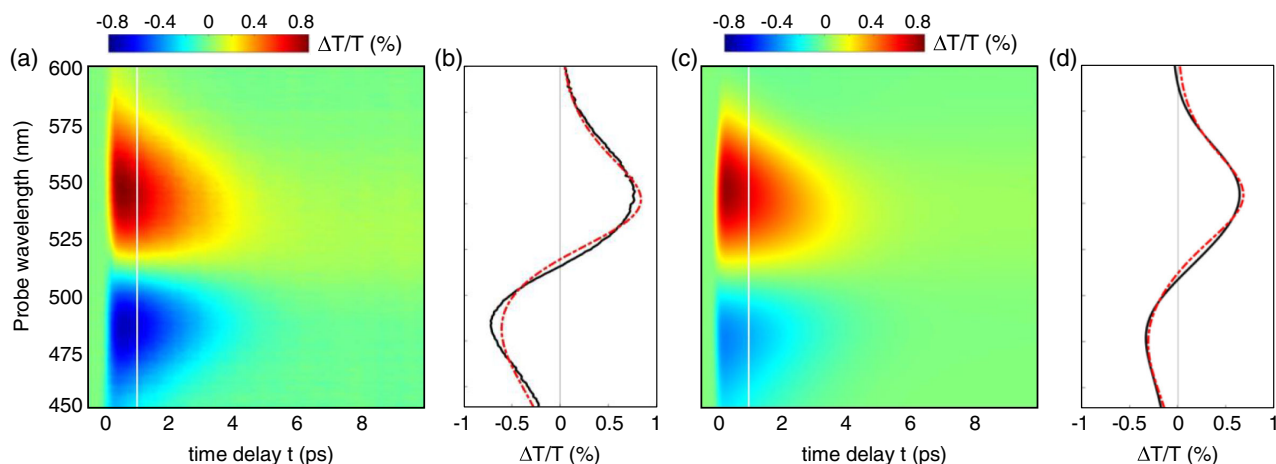 -0.8 -0.4 0 0.4 0.8
ΔT/T (%)
-0.8 -0.4 0 0.4 0.8
ΔT/T (%)
(a)
(b)
(c)
(d)
Probe wavelength (nm)
600
575
550
525
500
475
450
0 2 4 6 8
time delay t (ps)
-1 -0.5 0 0.5 1
ΔT/T (%)
0 2 4 6 8
time delay t (ps)
-1 -0.5 0 0.5 1
ΔT/T (%)